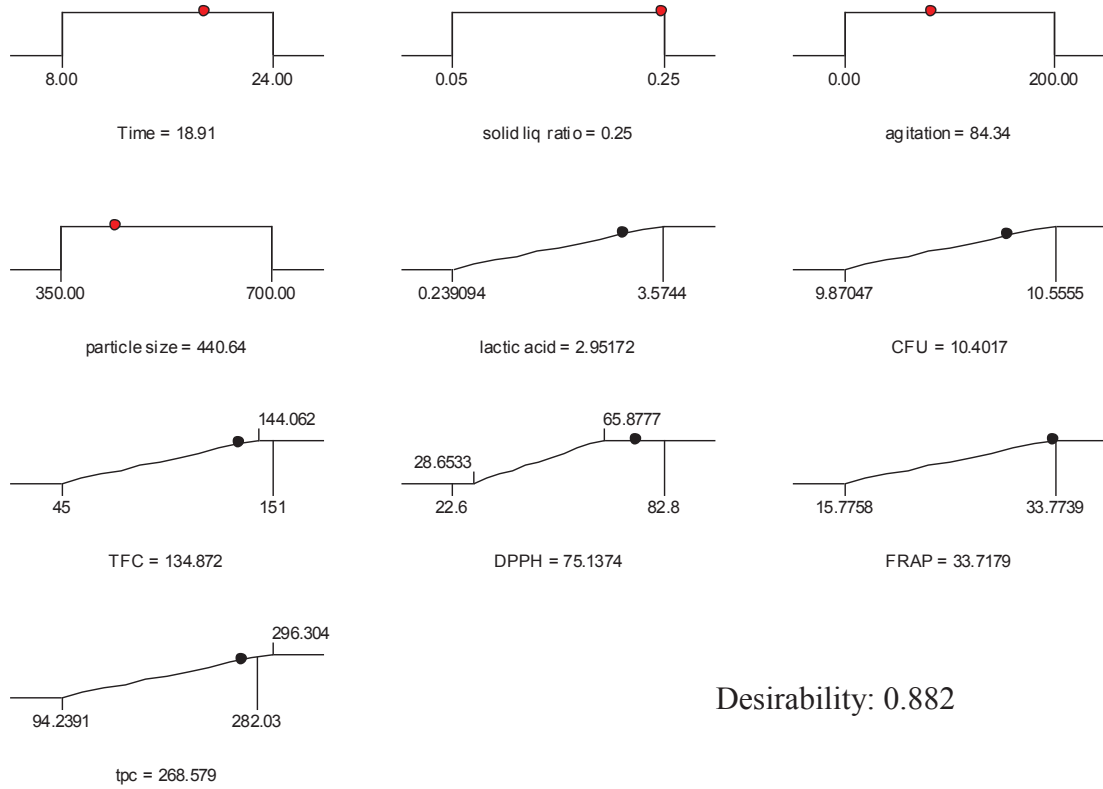 8.00 24.00
Time = 18.91
0.05 0.25
solid liq ratio = 0.25
0.00 200.00
agitation = 84.34
350.00 700.00
particle size = 440.64
0.239094 3.5744
lactic acid = 2.95172
9.87047 10.5555
CFU = 10.4017
144.062
45 151
TFC = 134.872
65.8777
28.6533
22.6 82.8
DPPH = 75.1374
15.7758 33.7739
FRAP = 33.7179
296.304
94.2391 282.03
tpc = 268.579
Desirability: 0.882